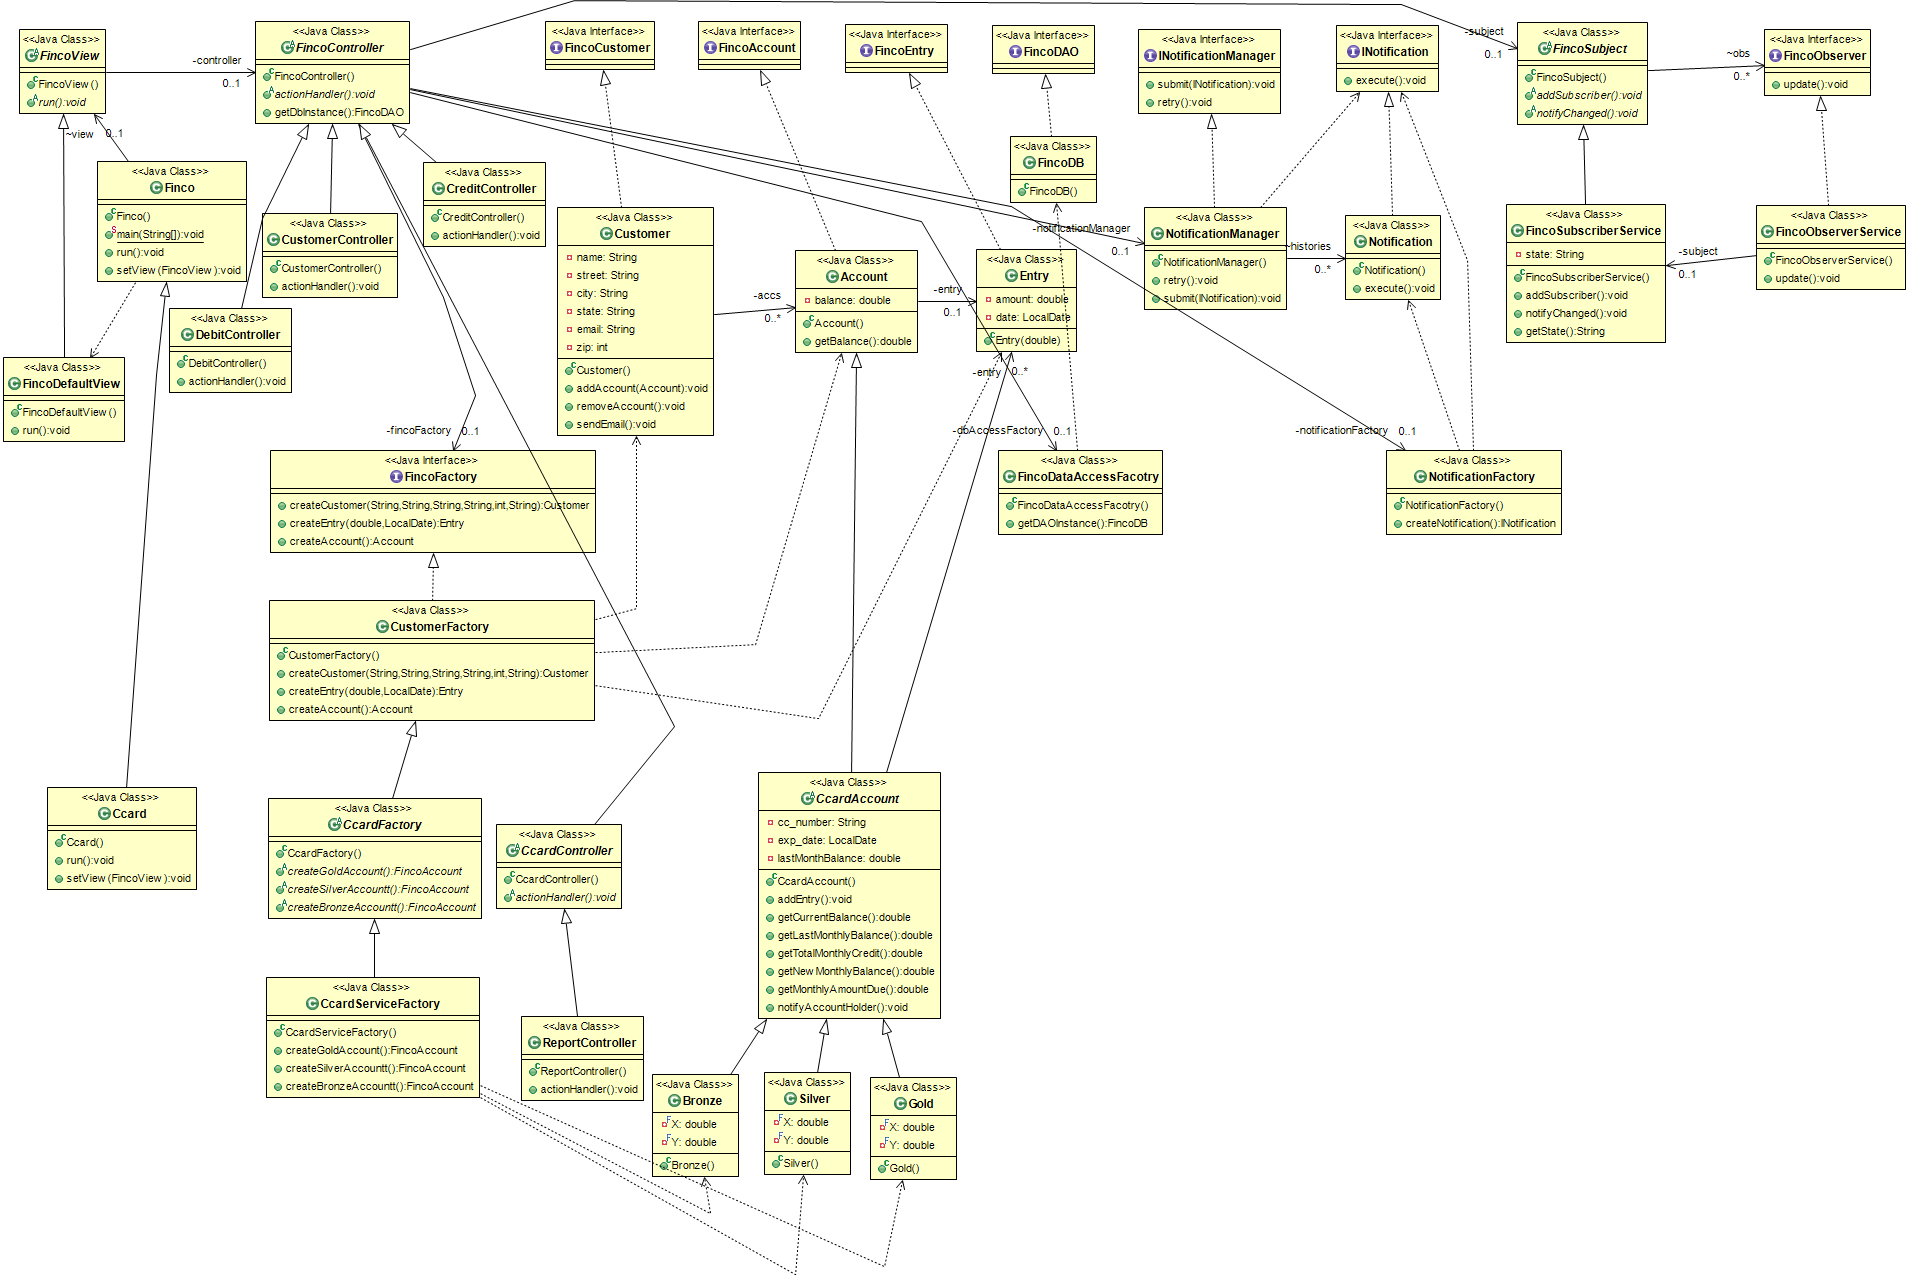 <<Java Class>>
FincoView
FincoView()
run():void
-controller
0..1
<<Java Class>>
FincoController
FincoController()
actionHandler():void
getDbInstance():FincoDAO
<<Java Interface>>
FincoCustomer
<<Java Interface>>
FincoAccount
<<Java Interface>>
FincoEntry
<<Java Interface>>
FincoDAO
<<Java Interface>>
INotificationManager
submit(INotification):void
retry():void
<<Java Interface>>
INotification
execute():void
-subject
0..1
<<Java Class>>
FincoSubject
FincoSubject()
addSubscriber():void
notifyChanged():void
~obs
0..*
<<Java Interface>>
FincoObserver
update():void
~view
0..1
<<Java Class>>
Finco
Finco()
main(String[]):void
run():void
setView(FincoView):void
<<Java Class>>
CustomerController
CustomerController()
actionHandler():void
<<Java Class>>
CreditController
CreditController()
actionHandler():void
<<Java Class>>
DebitController
DebitController()
actionHandler():void
<<Java Class>>
FincoDefaultView
FincoDefaultView()
run():void
<<Java Class>>
Customer
name: String
street: String
city: String
state: String
email: String
zip: int
Customer()
addAccount(Account):void
removeAccount():void
sendEmail():void
-accs
0..*
<<Java Class>>
Account
balance: double
Account()
getBalance():double
-entry
0..1
<<Java Class>>
Entry
amount: double
date: LocalDate
Entry(double)
-entry
0..*
<<Java Class>>
FincoDB
FincoDB()
-notificationManager
0..1
<<Java Class>>
NotificationManager
NotificationManager()
retry():void
submit(INotification):void
~histories
0..*
<<Java Class>>
Notification
Notification()
execute():void
<<Java Class>>
FincoSubscriberService
state: String
FincoSubscriberService()
addSubscriber():void
notifyChanged():void
getState():String
-subject
0..1
<<Java Class>>
FincoObserverService
FincoObserverService()
update():void
-fincoFactory
0..1
<<Java Interface>>
FincoFactory
createCustomer(String,String,String,String,int,String):Customer
createEntry(double,LocalDate):Entry
createAccount():Account
-dbAccessFactory
0..1
<<Java Class>>
FincoDataAccessFacotry
FincoDataAccessFacotry()
getDAOInstance():FincoDB
-notificationFactory
0..1
<<Java Class>>
NotificationFactory
NotificationFactory()
createNotification():INotification
<<Java Class>>
CustomerFactory
CustomerFactory()
createCustomer(String,String,String,String,int,String):Customer
createEntry(double,LocalDate):Entry
createAccount():Account
<<Java Class>>
Ccard
Ccard()
run():void
setView(FincoView):void
<<Java Class>>
CcardFactory
CcardFactory()
createGoldAccount():FincoAccount
createSilverAccountt():FincoAccount
createBronzeAccountt():FincoAccount
<<Java Class>>
CcardController
CcardController()
actionHandler():void
<<Java Class>>
CcardAccount
cc_number: String
exp_date: LocalDate
lastMonthBalance: double
CcardAccount()
addEntry():void
getCurrentBalance():double
getLastMonthlyBalance():double
getTotalMonthlyCredit():double
getNewMonthlyBalance():double
getMonthlyAmountDue():double
notifyAccountHolder():void
<<Java Class>>
CcardServiceFactory
CcardServiceFactory()
createGoldAccount():FincoAccount
createSilverAccountt():FincoAccount
createBronzeAccountt():FincoAccount
<<Java Class>>
ReportController
ReportController()
actionHandler():void
<<Java Class>>
Bronze
X: double
Y: double
Bronze()
<<Java Class>>
Silver
X: double
Y: double
Silver()
<<Java Class>>
Gold
X: double
Y: double
Gold()